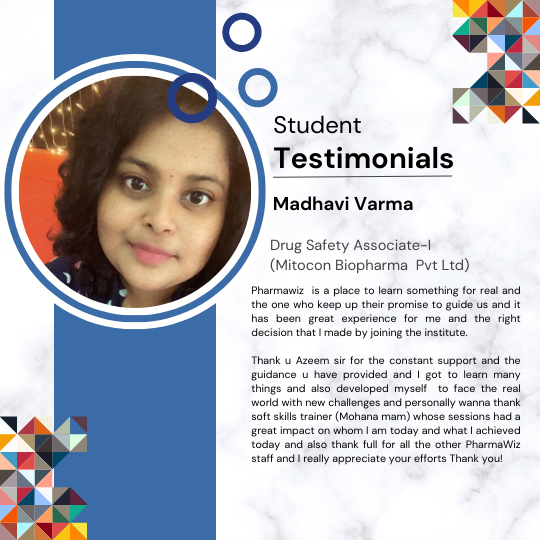 Student
Testimonials
Madhavi Varma
Drug Safety Associate-I
(Mitocon Biopharma Pvt Ltd)
Pharmawiz is a place to learn something for real and
the one who keep up their promise to guide us and it
has been great experience for me and the right
decision that I made by joining the institute.
Thank u Azeem sir for the constant support and the
guidance u have provided and I got to learn many
things and also developed myself to face the real
world with new challenges and personally wanna thank
soft skills trainer (Mohana mam) whose sessions had a
great impact on whom I am today and what I achieved
today and also thank full for all the other PharmaWiz
staff and I really appreciate your efforts Thank you!